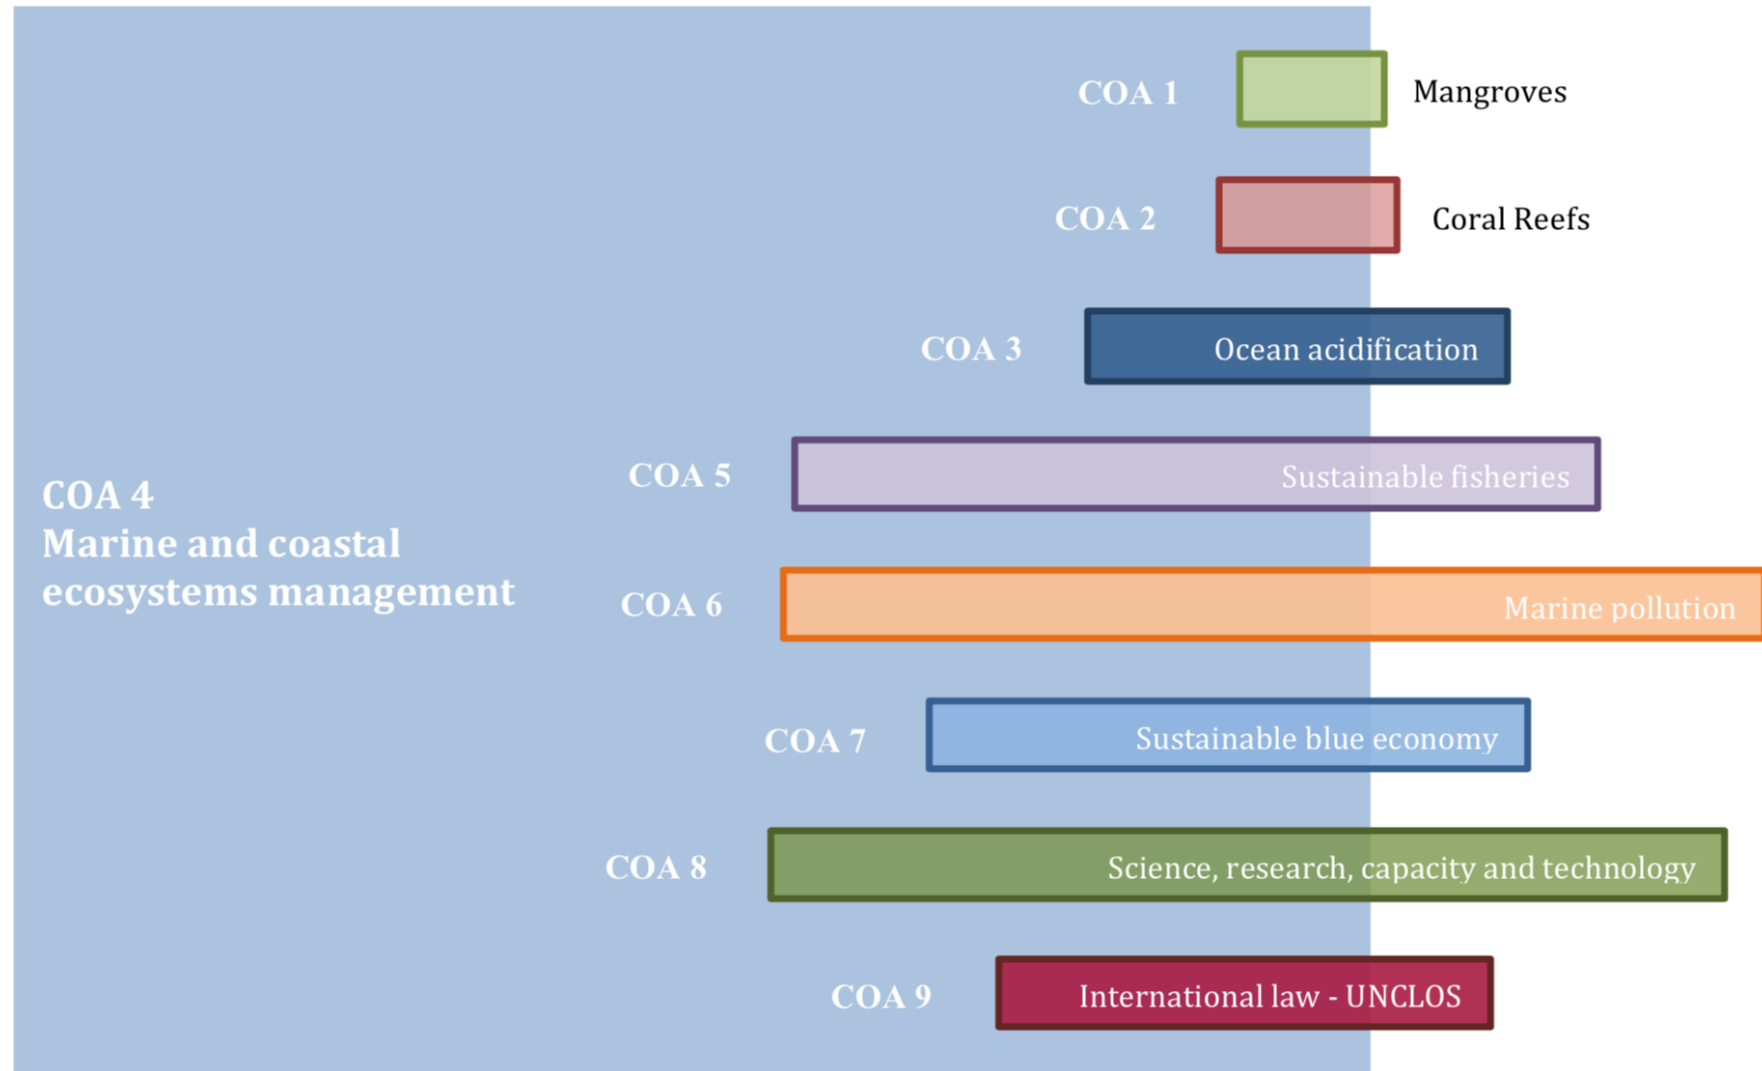 COA 1 Mangroves
COA 2 Coral Reefs
COA 3 Ocean acidification
COA 5 Sustainable fisheries
COA 4
Marine and coastal
ecosystems management
COA 6 Marine pollution
COA 7 Sustainable blue economy
COA 8 Science, research, capacity and technology
COA 9 International law - UNCLOS